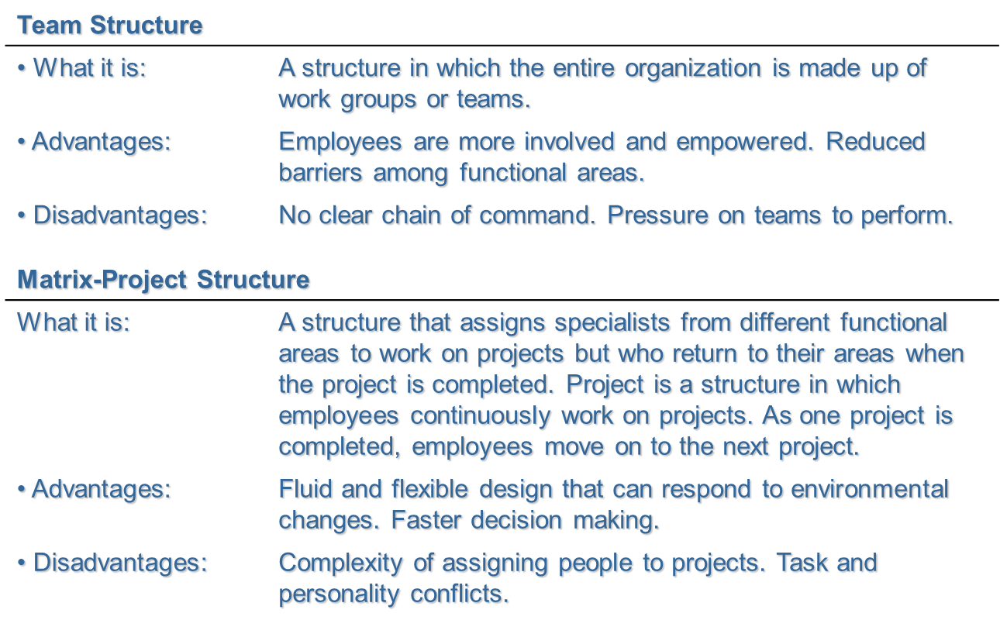 Team Structure
• What it is: A structure in which the entire organization is made up of
work groups or teams.
• Advantages: Employees are more involved and empowered. Reduced
barriers among functional areas.
• Disadvantages: No clear chain of command. Pressure on teams to perform.
Matrix-Project Structure
What it is: A structure that assigns specialists from different functional
areas to work on projects but who return to their areas when
the project is completed. Project is a structure in which
employees continuously work on projects. As one project is
completed, employees move on to the next project.
• Advantages: Fluid and flexible design that can respond to environmental
changes. Faster decision making.
• Disadvantages: Complexity of assigning people to projects. Task and
personality conflicts.